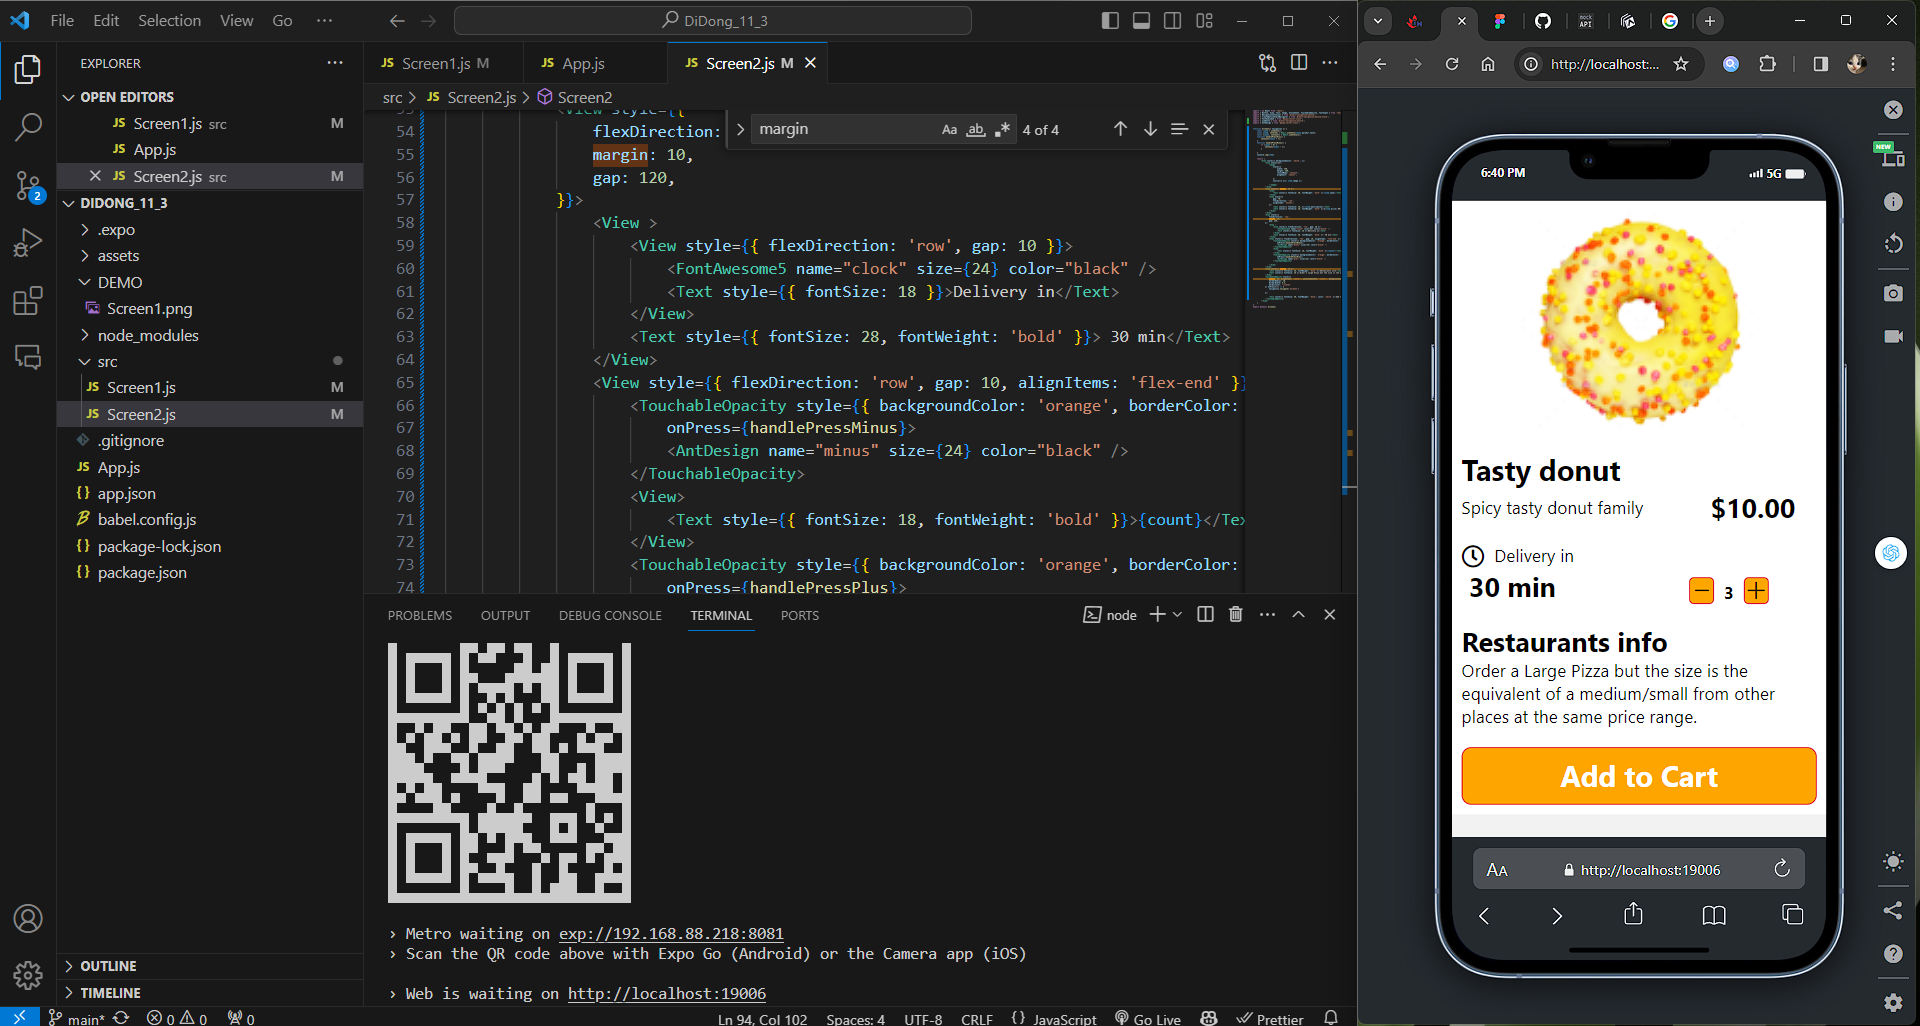 File Edit Selection View Go ···
DiDong_11_3
EXPLORER
OPEN EDITORS
JS Screen1.js src M
JS App.js
JS Screen2.js src M
DIDONG_11_3
.expo
assets
DEMO
Screen1.png
node_modules
src
JS Screen1.js M
JS Screen2.js M
.gitignore
JS App.js
{} app.json
babel.config.js
{} package-lock.json
{} package.json
OUTLINE
TIMELINE
2
JS Screen1.js M
JS App.js
JS Screen2.js M
src > JS Screen2.js > Screen2
margin Aa ab .* 4 of 4
53 <View style={{
54 flexDirection:
55 margin: 10,
56 gap: 120,
57 }}>
58 <View >
59 <View style={{ flexDirection: 'row', gap: 10 }}>
60 <FontAwesome5 name="clock" size={24} color="black" />
61 <Text style={{ fontSize: 18 }}>Delivery in</Text>
62 </View>
63 <Text style={{ fontSize: 28, fontWeight: 'bold' }}> 30 min</Text>
64 </View>
65 <View style={{ flexDirection: 'row', gap: 10, alignItems: 'flex-end' }
66 <TouchableOpacity style={{ backgroundColor: 'orange', borderColor:
67 onPress={handlePressMinus}>
68 <AntDesign name="minus" size={24} color="black" />
69 </TouchableOpacity>
70 <View>
71 <Text style={{ fontSize: 18, fontWeight: 'bold' }}>{count}</Te
72 </View>
73 <TouchableOpacity style={{ backgroundColor: 'orange', borderColor:
74 onPress={handlePressPlus}>
PROBLEMS OUTPUT DEBUG CONSOLE TERMINAL PORTS
node
› Metro waiting on exp://192.168.88.218:8081
› Scan the QR code above with Expo Go (Android) or the Camera app (iOS)
› Web is waiting on http://localhost:19006
main* 0 0 0
Ln 94, Col 102 Spaces: 4 UTF-8 CRLF {} JavaScript Go Live Prettier
http://localhost:...
NEW
6:40 PM
5G
Tasty donut
Spicy tasty donut family
$10.00
Delivery in
30 min
3
Restaurants info
Order a Large Pizza but the size is the
equivalent of a medium/small from other
places at the same price range.
Add to Cart
AA http://localhost:19006